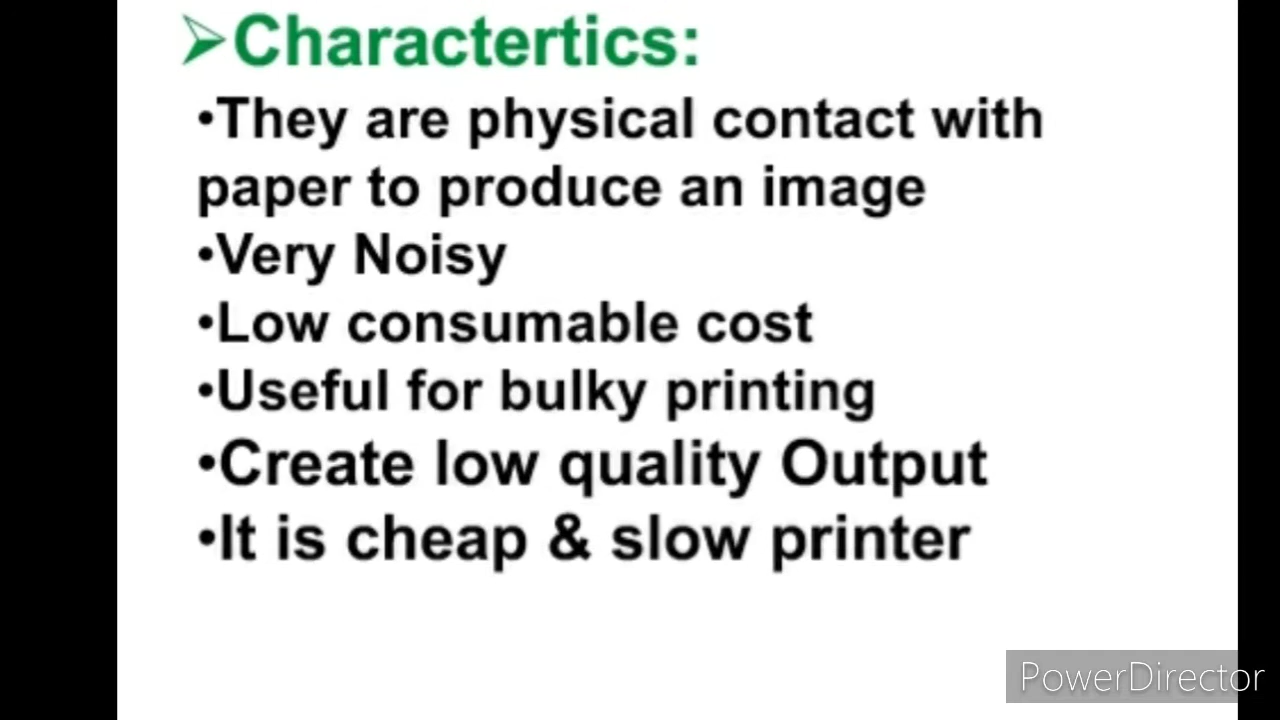 ➢Charactertics:
•They are physical contact with
paper to produce an image
•Very Noisy
•Low consumable cost
•Useful for bulky printing
•Create low quality Output
•It is cheap & slow printer
PowerDirector